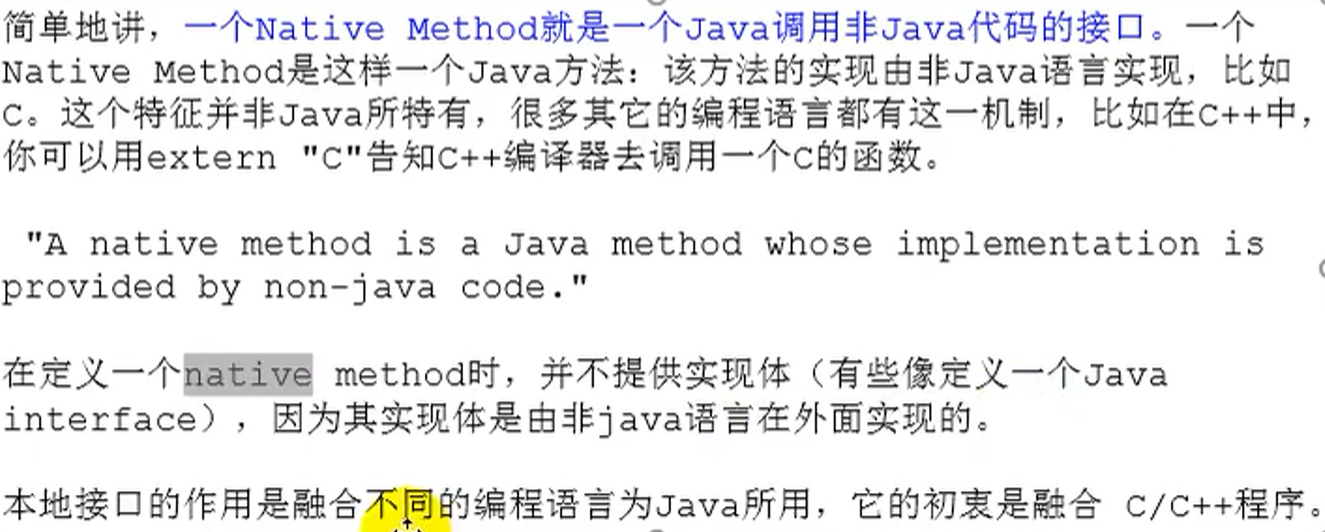 简单地讲，一个Native Method就是一个Java调用非Java代码的接口。一个
Native Method是这样一个Java方法：该方法的实现由非Java语言实现，比如
C。这个特征并非Java所特有，很多其它的编程语言都有这一机制，比如在C++中，
你可以用extern "C"告知C++编译器去调用一个C的函数。
"A native method is a Java method whose implementation is
provided by non-java code."
在定义一个native method时，并不提供实现体（有些像定义一个Java
interface），因为其实现体是由非java语言在外面实现的。
本地接口的作用是融合不同的编程语言为Java所用，它的初衷是融合 C/C++程序。